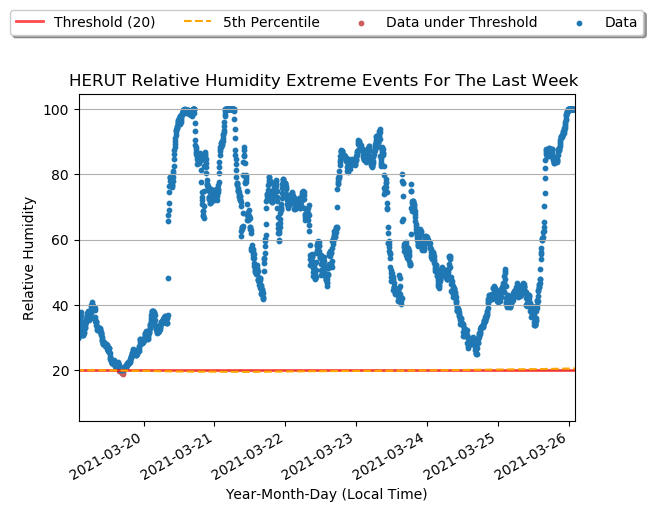 Threshold (20) 5th Percentile Data under Threshold Data
HERUT Relative Humidity Extreme Events For The Last Week
100
80
60
40
20
Relative Humidity
2021-03-20 2021-03-21 2021-03-22 2021-03-23 2021-03-24 2021-03-25 2021-03-26
Year-Month-Day (Local Time)